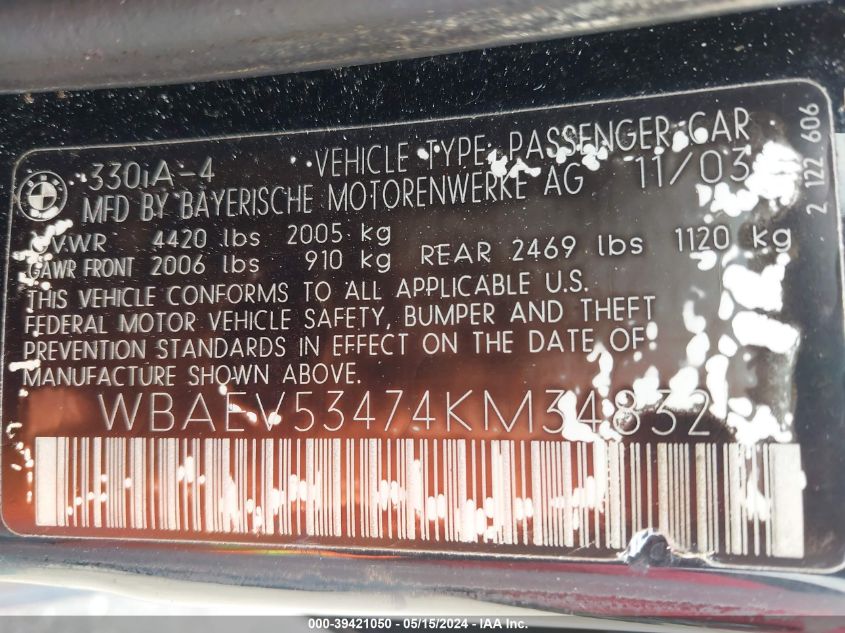 330iA-4 VEHICLE TYPE PASSENGER CAR
MFD BY BAYERISCHE MOTORENWERKE AG 11/03
G.V.WR 4420 lbs 2005 kg
GAWR FRONT 2006 lbs 910 kg REAR 2469 lbs 1120 kg
THIS VEHICLE CONFORMS TO ALL APPLICABLE U.S.
FEDERAL MOTOR VEHICLE SAFETY, BUMPER AND THEFT
PREVENTION STANDARDS IN EFFECT ON THE DATE OF
MANUFACTURE SHOWN ABOVE.
WBAEV53474KM34832
2 122 606
000-39421050 - 05/15/2024 - IAA Inc.